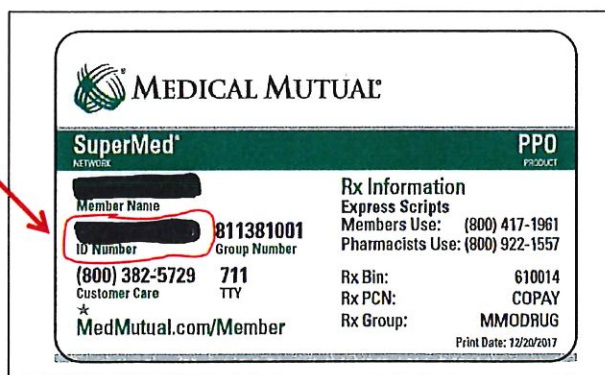 MEDICAL MUTUAL®
SuperMed*
NETWORK
PPO
PRODUCT
Member Name
ID Number
811381001
Group Number
(800) 382-5729
Customer Care
711
TTY
MedMutual.com/Member
Rx Information
Express Scripts
Members Use: (800) 417-1961
Pharmacists Use: (800) 922-1557
Rx Bin: 610014
Rx PCN: COPAY
Rx Group: MMODRUG
Print Date: 12/20/2017